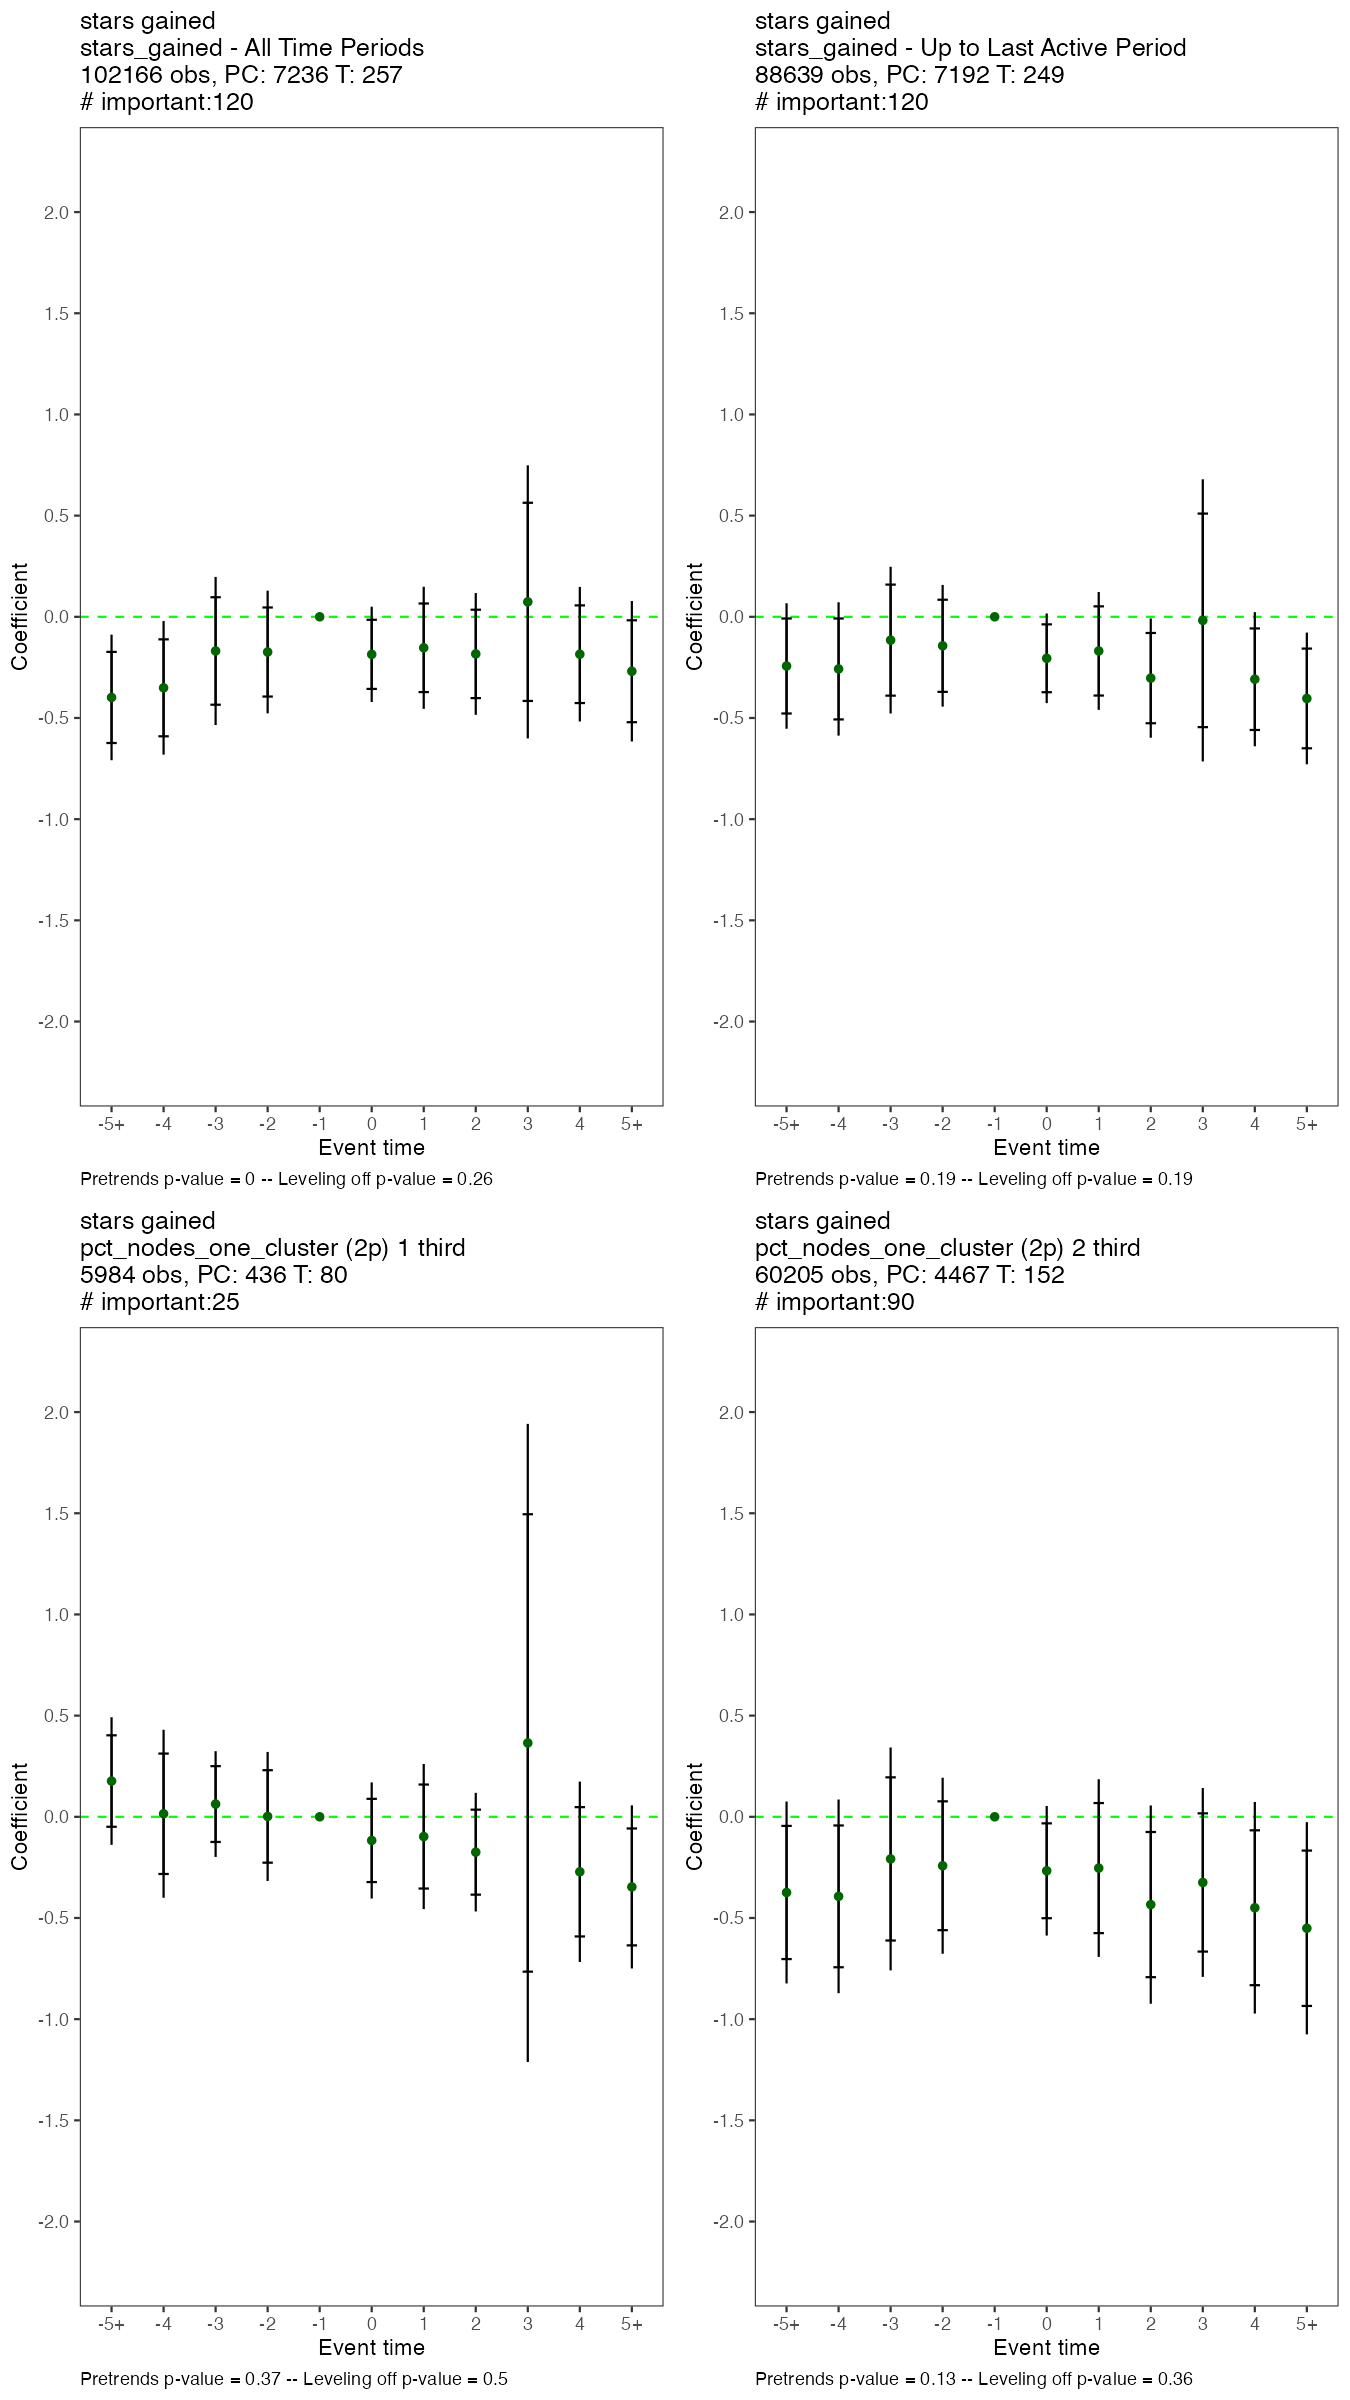 stars gained
stars_gained - All Time Periods
102166 obs, PC: 7236 T: 257
# important:120
2.0
1.5
1.0
0.5
0.0
-0.5
-1.0
-1.5
-2.0
Coefficient
-5+ -4 -3 -2 -1 0 1 2 3 4 5+
Event time
Pretrends p-value = 0 -- Leveling off p-value = 0.26
stars gained
stars_gained - Up to Last Active Period
88639 obs, PC: 7192 T: 249
# important:120
2.0
1.5
1.0
0.5
0.0
-0.5
-1.0
-1.5
-2.0
Coefficient
-5+ -4 -3 -2 -1 0 1 2 3 4 5+
Event time
Pretrends p-value = 0.19 -- Leveling off p-value = 0.19
stars gained
pct_nodes_one_cluster (2p) 1 third
5984 obs, PC: 436 T: 80
# important:25
2.0
1.5
1.0
0.5
0.0
-0.5
-1.0
-1.5
-2.0
Coefficient
-5+ -4 -3 -2 -1 0 1 2 3 4 5+
Event time
Pretrends p-value = 0.37 -- Leveling off p-value = 0.5
stars gained
pct_nodes_one_cluster (2p) 2 third
60205 obs, PC: 4467 T: 152
# important:90
2.0
1.5
1.0
0.5
0.0
-0.5
-1.0
-1.5
-2.0
Coefficient
-5+ -4 -3 -2 -1 0 1 2 3 4 5+
Event time
Pretrends p-value = 0.13 -- Leveling off p-value = 0.36